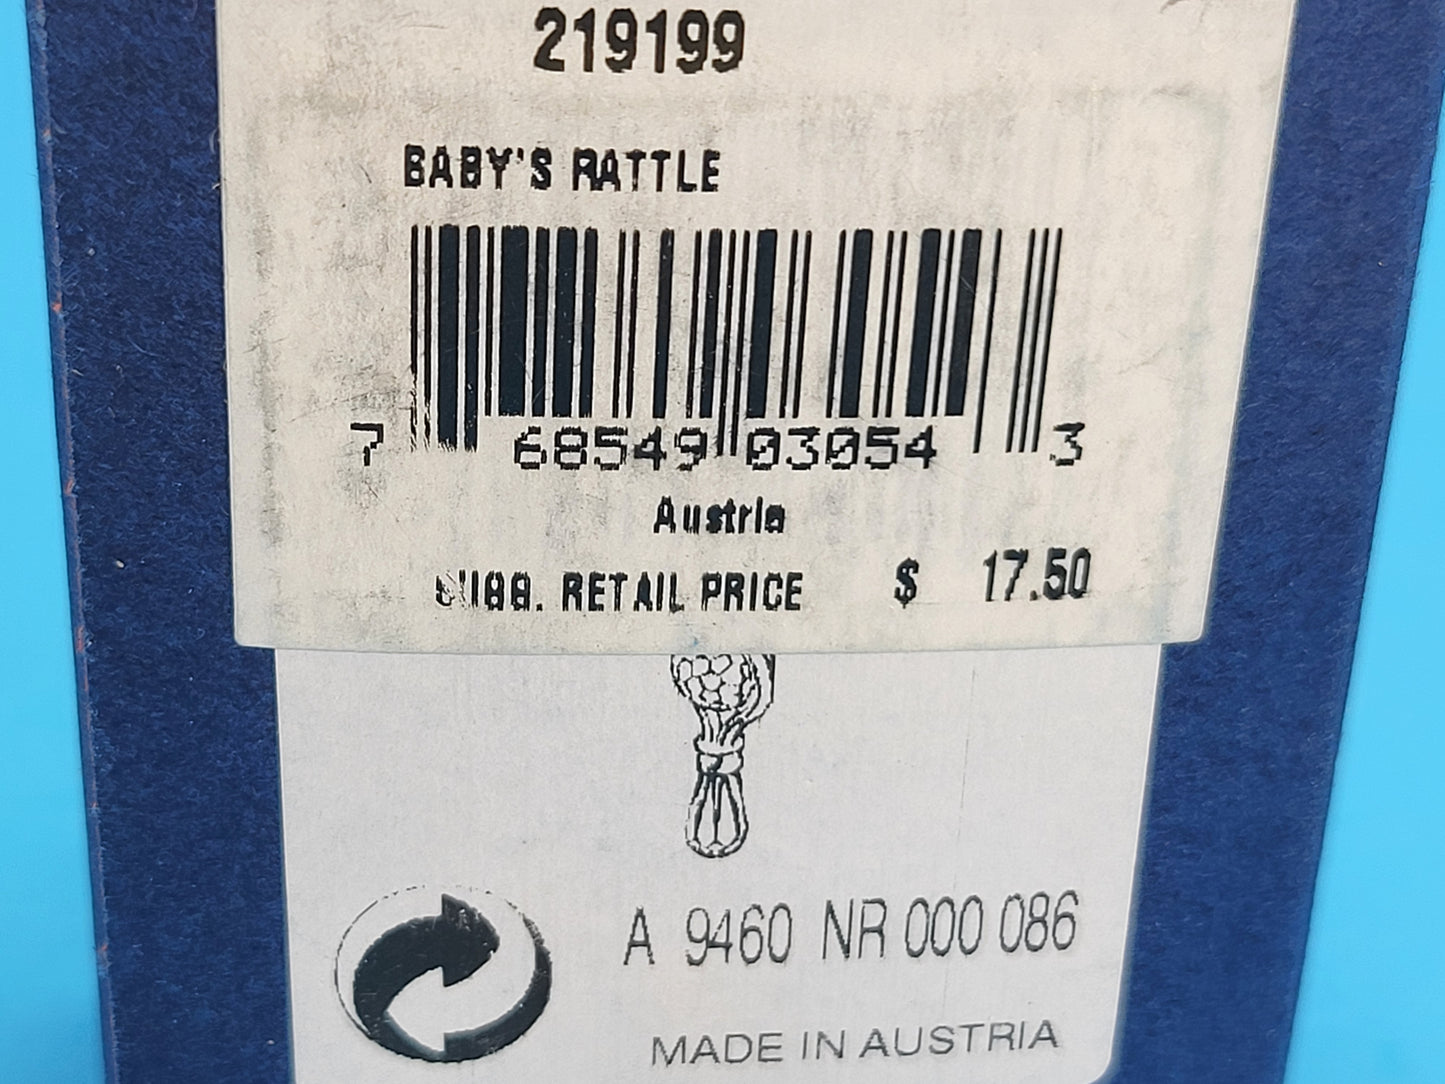 219199
BABY'S RATTLE
7 68549 03054 3
Austria
SUGG. RETAIL PRICE $ 17.50
A 9460 NR 000 086
MADE IN AUSTRIA